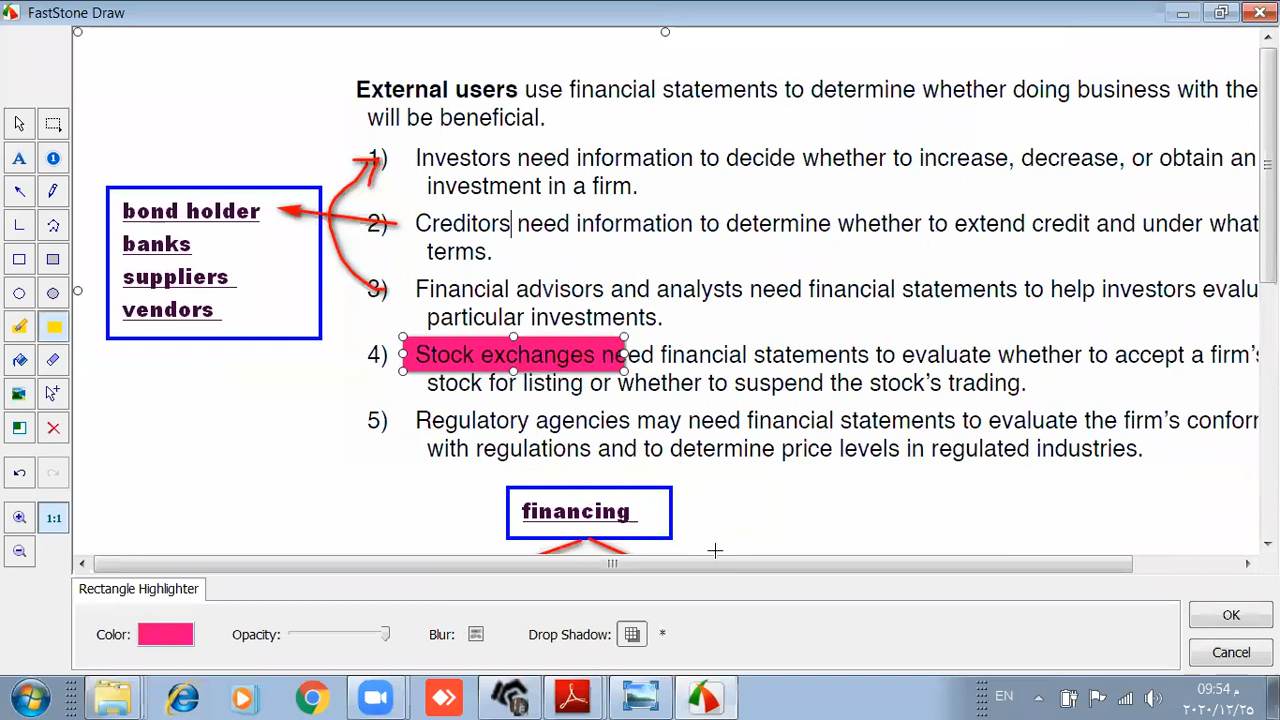 FastStone Draw
External users use financial statements to determine whether doing business with the
will be beneficial.
1) Investors need information to decide whether to increase, decrease, or obtain an
investment in a firm.
bond holder
banks
suppliers
vendors
2) Creditors need information to determine whether to extend credit and under what
terms.
3) Financial advisors and analysts need financial statements to help investors evalu
particular investments.
4) Stock exchanges need financial statements to evaluate whether to accept a firm's
stock for listing or whether to suspend the stock's trading.
5) Regulatory agencies may need financial statements to evaluate the firm's confor
with regulations and to determine price levels in regulated industries.
financing
1:1
Rectangle Highlighter
Color: Opacity: Blur: Drop Shadow: *
OK
Cancel
EN
09:54 م
٢٠٢٠/١٢/٢٥